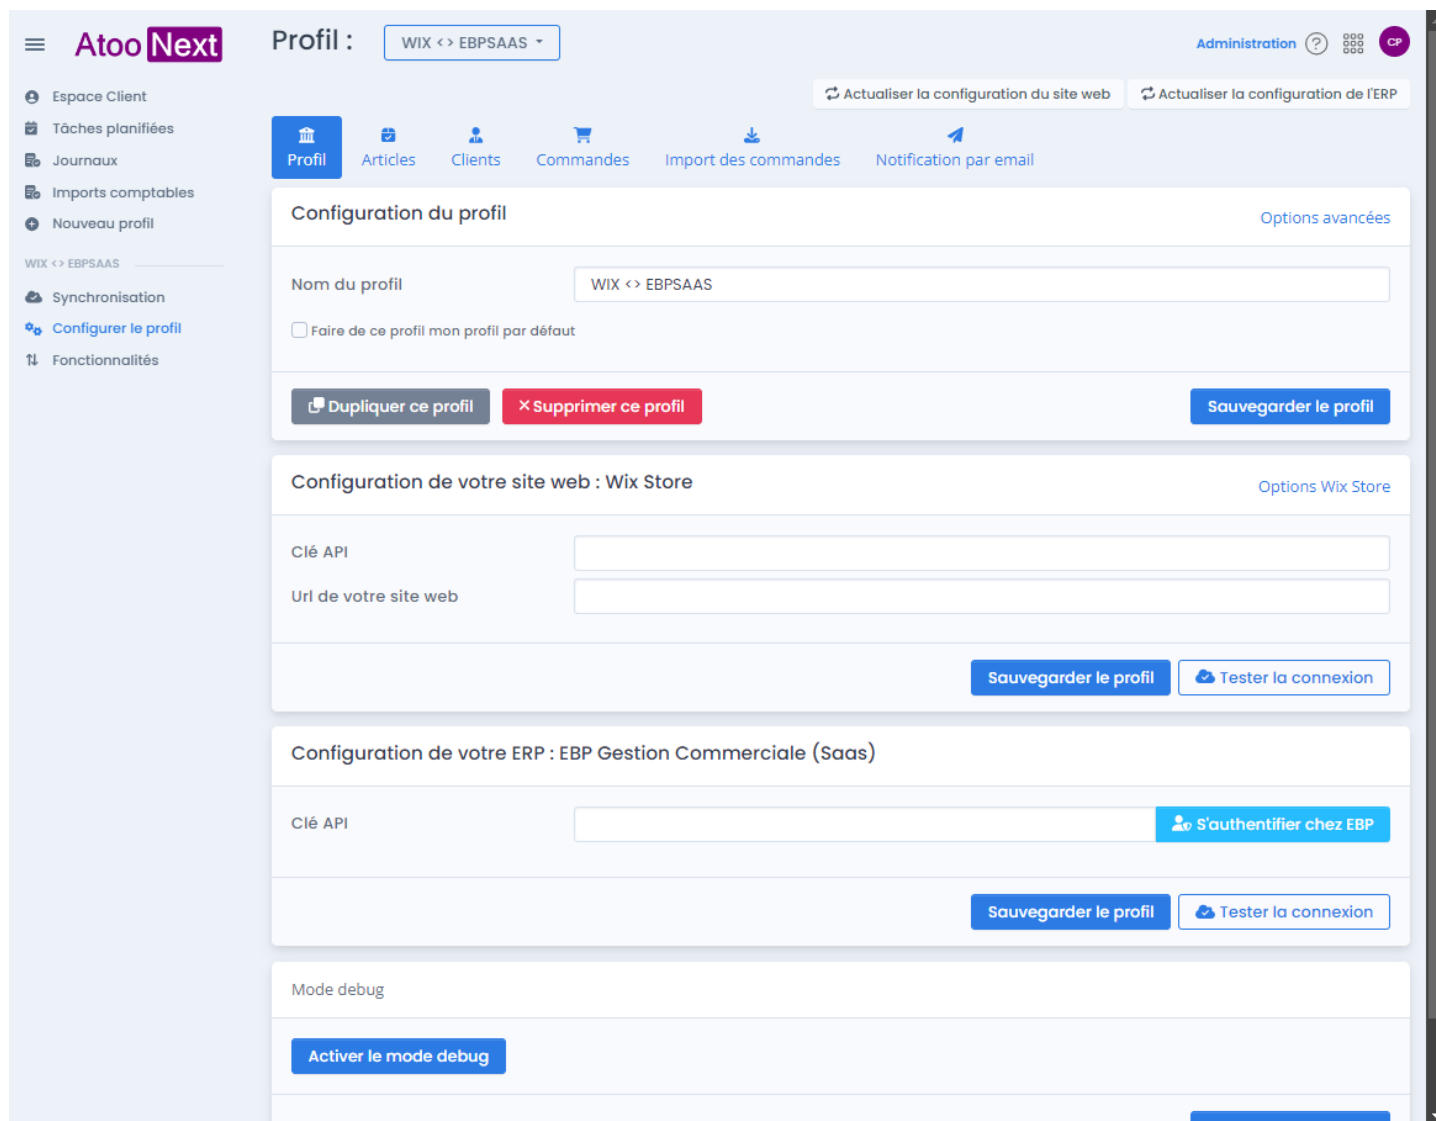 Atoo Next
Profil :
WIX <> EBPSAAS
Administration
?
CP
Espace Client
Tâches planifiées
Journaux
Imports comptables
Nouveau profil
WIX <> EBPSAAS
Synchronisation
Configurer le profil
Fonctionnalités
Actualiser la configuration du site web
Actualiser la configuration de l'ERP
Profil
Articles
Clients
Commandes
Import des commandes
Notification par email
Configuration du profil
Options avancées
Nom du profil
WIX <> EBPSAAS
Faire de ce profil mon profil par défaut
Dupliquer ce profil
Supprimer ce profil
Sauvegarder le profil
Configuration de votre site web : Wix Store
Options Wix Store
Clé API
Url de votre site web
Sauvegarder le profil
Tester la connexion
Configuration de votre ERP : EBP Gestion Commerciale (Saas)
Clé API
S'authentifier chez EBP
Sauvegarder le profil
Tester la connexion
Mode debug
Activer le mode debug